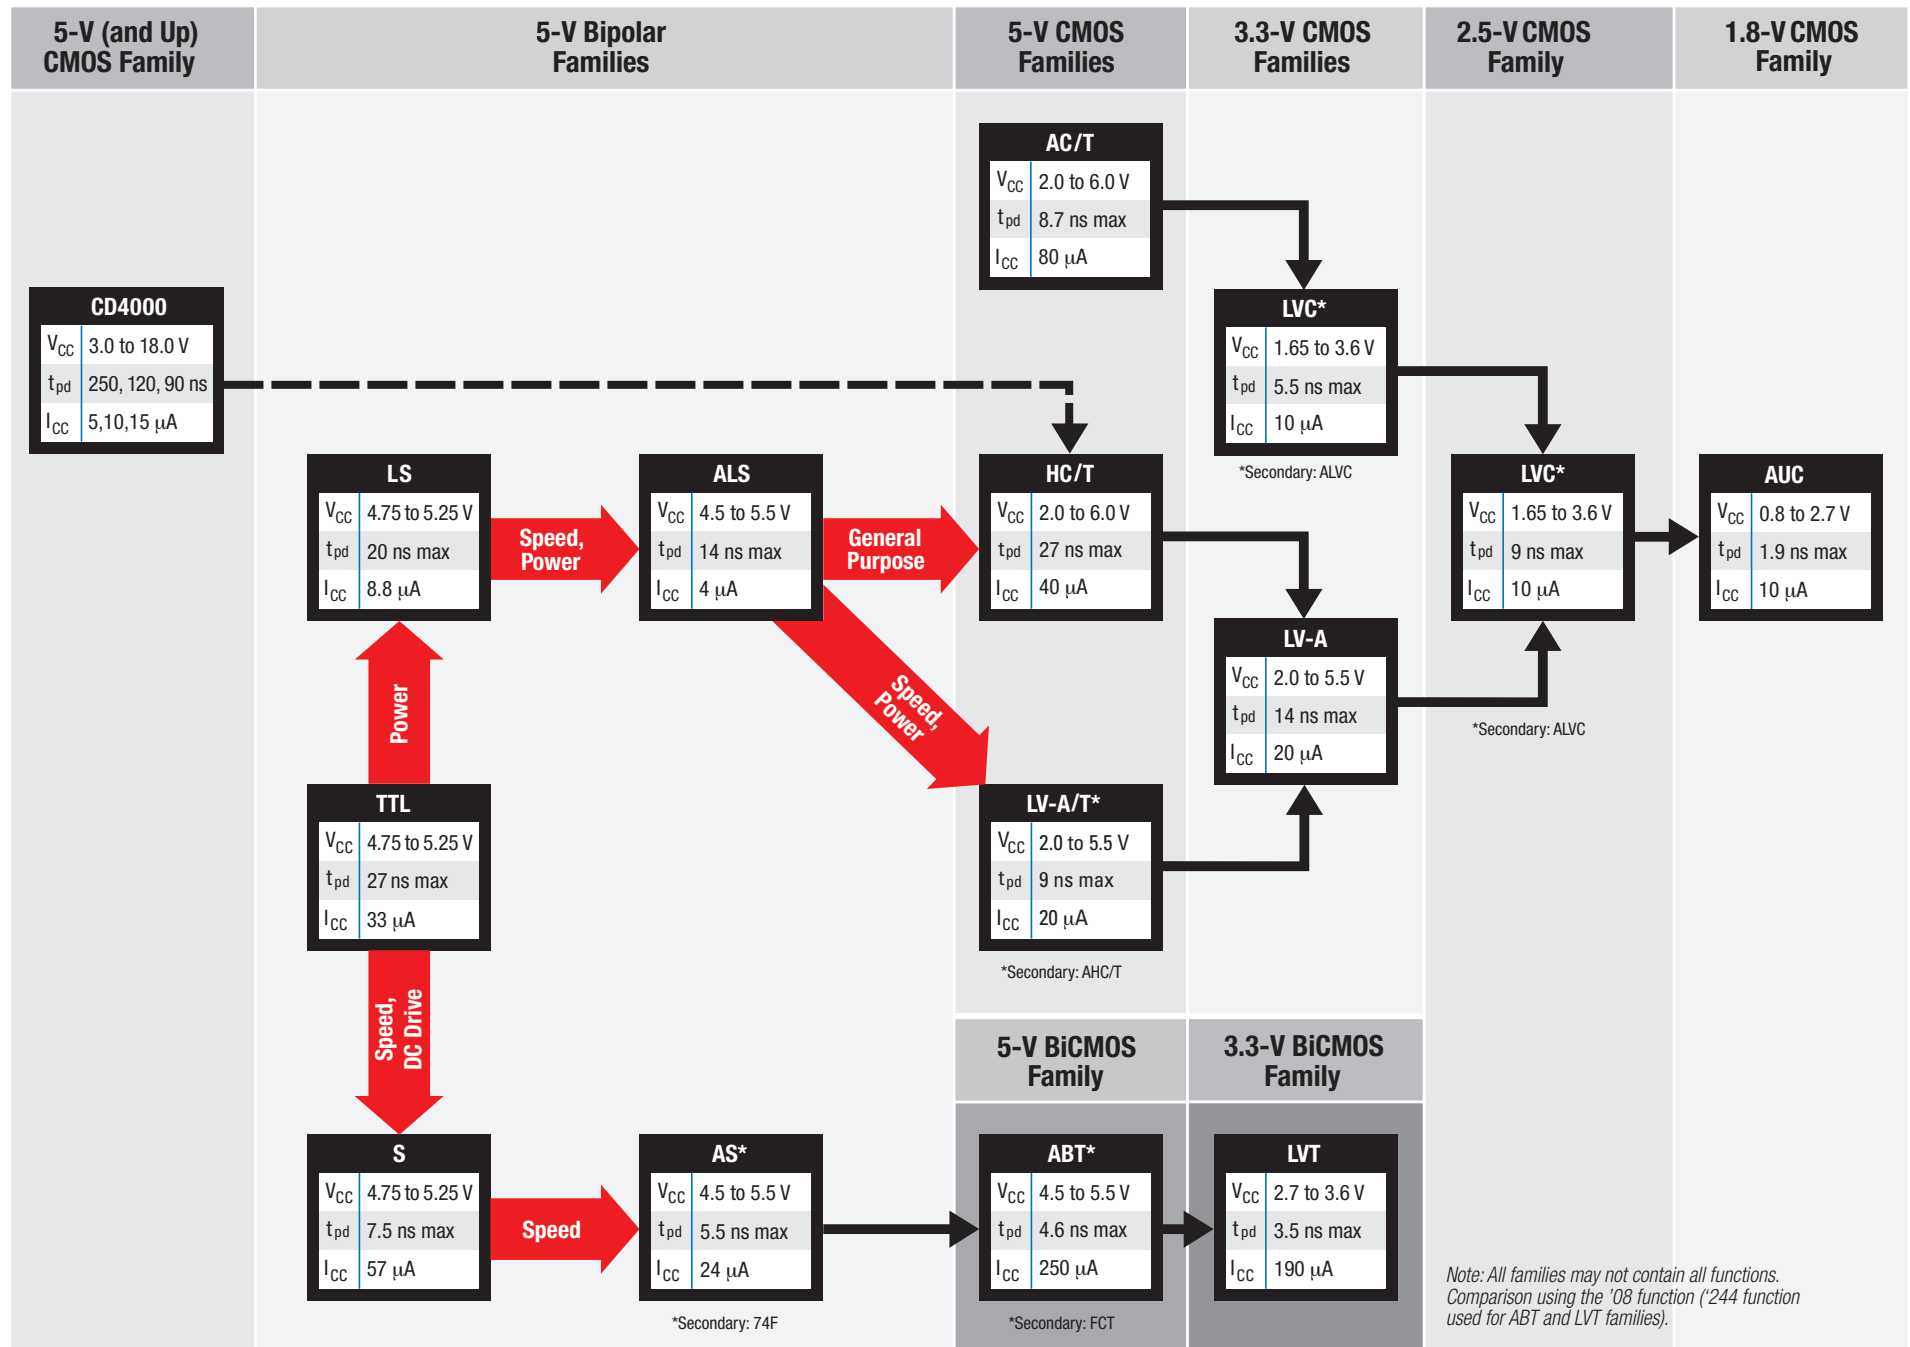 5-V (and Up)
CMOS Family
5-V Bipolar
Families
5-V CMOS
Families
3.3-V CMOS
Families
2.5-V CMOS
Family
1.8-V CMOS
Family
CD4000
VCC 3.0 to 18.0 V
tpd 250, 120, 90 ns
ICC 5,10,15 μA
AC/T
VCC 2.0 to 6.0 V
tpd 8.7 ns max
ICC 80 μA
LVC*
VCC 1.65 to 3.6 V
tpd 5.5 ns max
ICC 10 μA
*Secondary: ALVC
LS
VCC 4.75 to 5.25 V
tpd 20 ns max
ICC 8.8 μA
Speed,
Power
ALS
VCC 4.5 to 5.5 V
tpd 14 ns max
ICC 4 μA
General
Purpose
HC/T
VCC 2.0 to 6.0 V
tpd 27 ns max
ICC 40 μA
LVC*
VCC 1.65 to 3.6 V
tpd 9 ns max
ICC 10 μA
*Secondary: ALVC
AUC
VCC 0.8 to 2.7 V
tpd 1.9 ns max
ICC 10 μA
Power
Speed,
Power
LV-A
VCC 2.0 to 5.5 V
tpd 14 ns max
ICC 20 μA
TTL
VCC 4.75 to 5.25 V
tpd 27 ns max
ICC 33 μA
LV-A/T*
VCC 2.0 to 5.5 V
tpd 9 ns max
ICC 20 μA
*Secondary: AHC/T
Speed,
DC Drive
5-V BiCMOS
Family
3.3-V BiCMOS
Family
S
VCC 4.75 to 5.25 V
tpd 7.5 ns max
ICC 57 μA
Speed
AS*
VCC 4.5 to 5.5 V
tpd 5.5 ns max
ICC 24 μA
*Secondary: 74F
ABT*
VCC 4.5 to 5.5 V
tpd 4.6 ns max
ICC 250 μA
*Secondary: FCT
LVT
VCC 2.7 to 3.6 V
tpd 3.5 ns max
ICC 190 μA
Note: All families may not contain all functions.
Comparison using the ’08 function (‘244 function
used for ABT and LVT families).